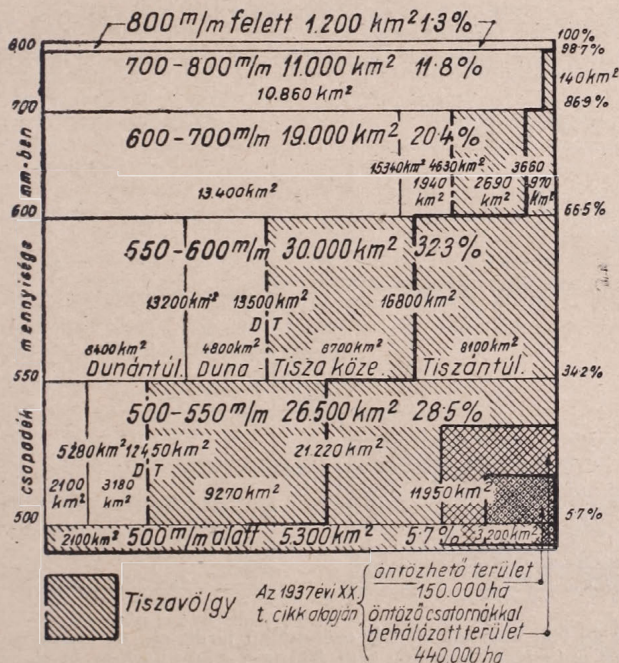 800 m/m felett 1.200 km² 1·3%
800
100%
98·7%
700-800 m/m 11.000 km² 11·8%
140 km²
10.860 km²
700
86·9%
600-700 m/m 19.000 km² 20·4%
15340 km² 4630 km² 3660
13.400 km²
1940 km²
2690 km²
970 km²
600
66·5%
550-600 m/m 30.000 km² 32·3%
13200 km² 13500 km² 16800 km²
D T
8400 km² 4800 km² 8700 km² 8100 km²
Dunántúl. Duna - Tisza köze. Tiszántúl.
550
34·2%
500-550 m/m 26.500 km² 28·5%
5280 km² 12450 km² 21.220 km²
D T
2100 km²
3180 km²
9270 km²
11950 km²
500
5·7%
2100 km² 500 m/m alatt 5.300 km² 5·7% 3.200 km²
csapadék mennyisége mm-ben
Tiszavölgy
Az 1937 évi XX.
t. cikk alapján
öntözhető terület
150.000 ha
öntöző csatornákkal
behálózott terület
440.000 ha